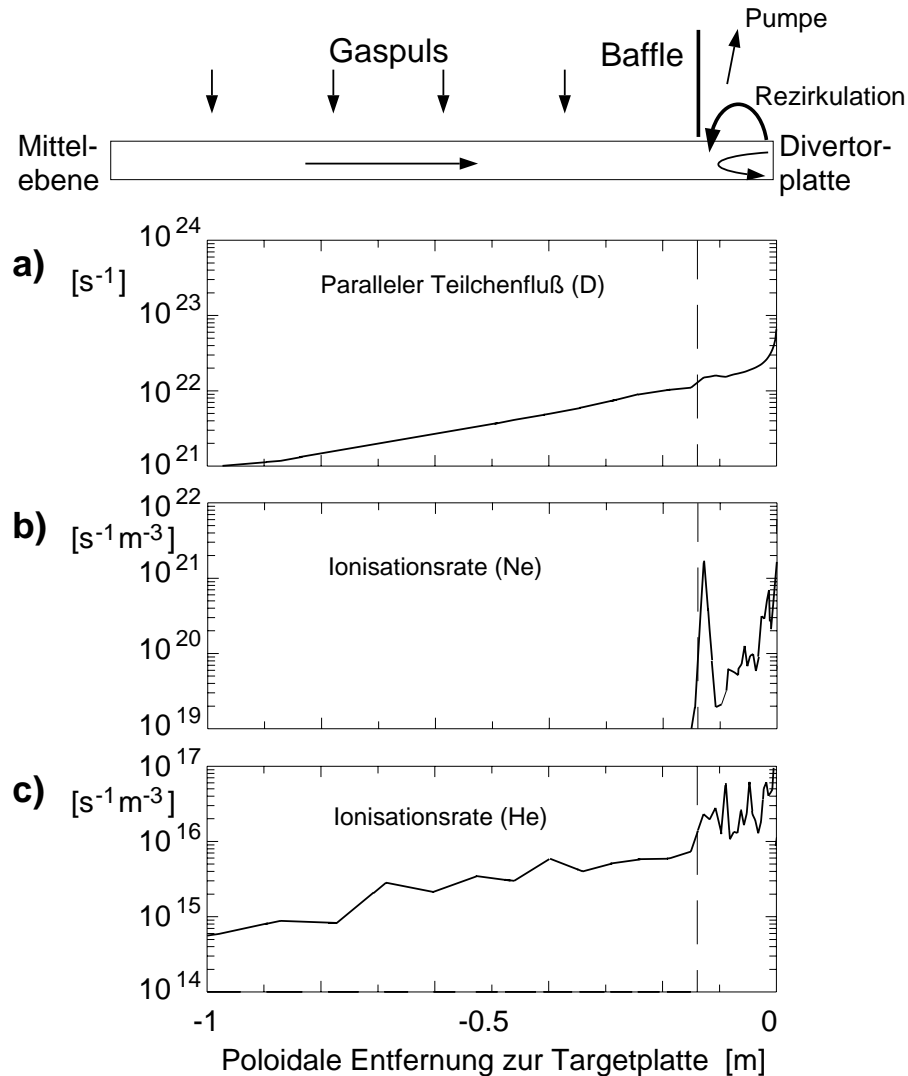 Pumpe
Gaspuls
Baffle
Rezirkulation
Mittel-
ebene
Divertor-
platte
a)
[s-1]
10 24
10 23
10 22
10 21
Paralleler Teilchenfluß (D)
b)
[s-1m-3]
10 22
10 21
10 20
10 19
Ionisationsrate (Ne)
c)
[s-1m-3]
10 17
10 16
10 15
10 14
Ionisationsrate (He)
-1
-0.5
0
Poloidale Entfernung zur Targetplatte [m]